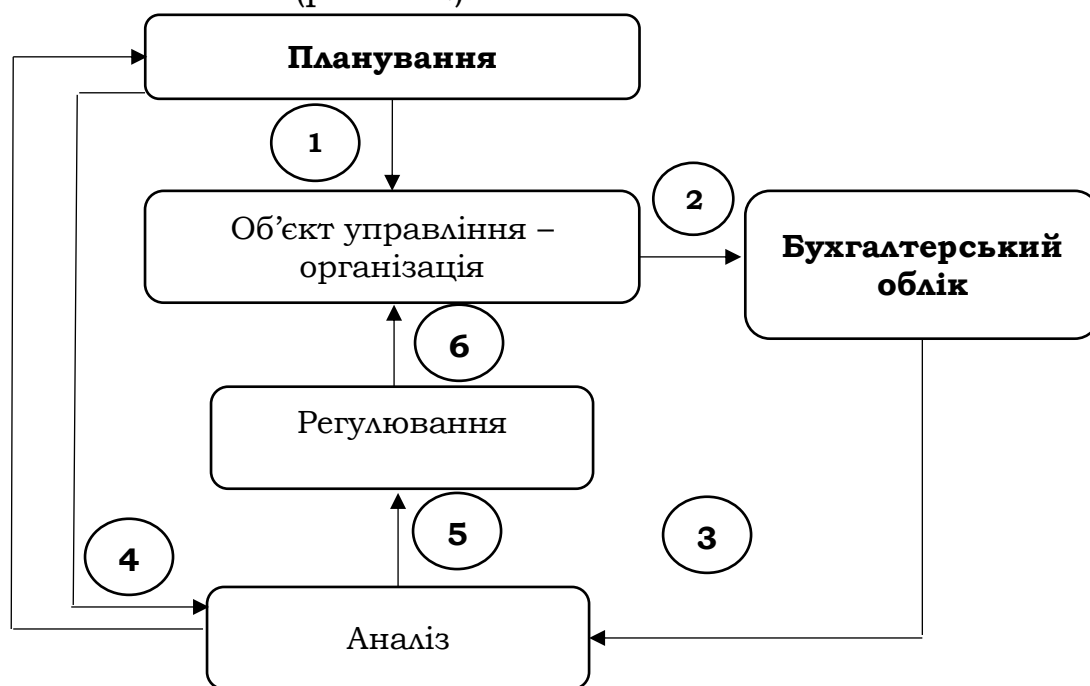 Планування
1
2
Об’єкт управління –
організація
Бухгалтерський
облік
6
Регулювання
5
3
4
Аналіз